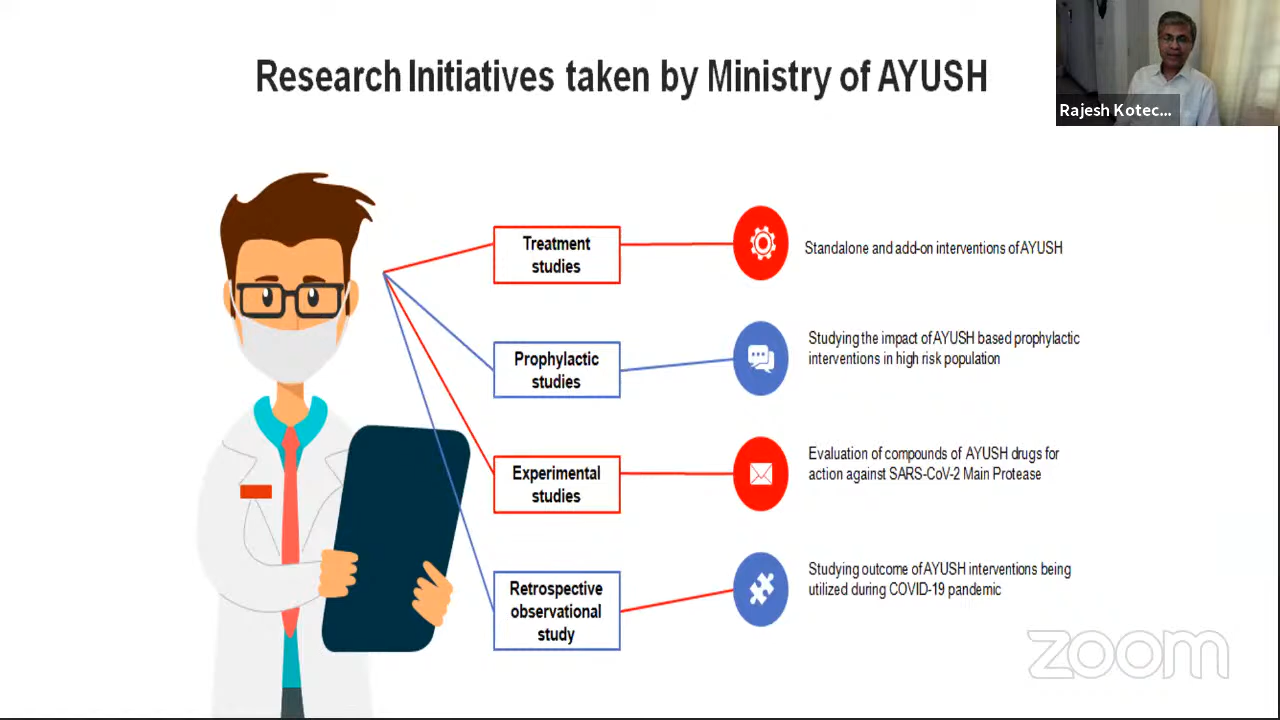 Research Initiatives taken by Ministry of AYUSH
Rajesh Kotec...
Treatment
studies
Standalone and add-on interventions of AYUSH
Prophylactic
studies
Studying the impact of AYUSH based prophylactic
interventions in high risk population
Experimental
studies
Evaluation of compounds of AYUSH drugs for
action against SARS-CoV-2 Main Protease
Retrospective
observational
study
Studying outcome of AYUSH interventions being
utilized during COVID-19 pandemic
zoom